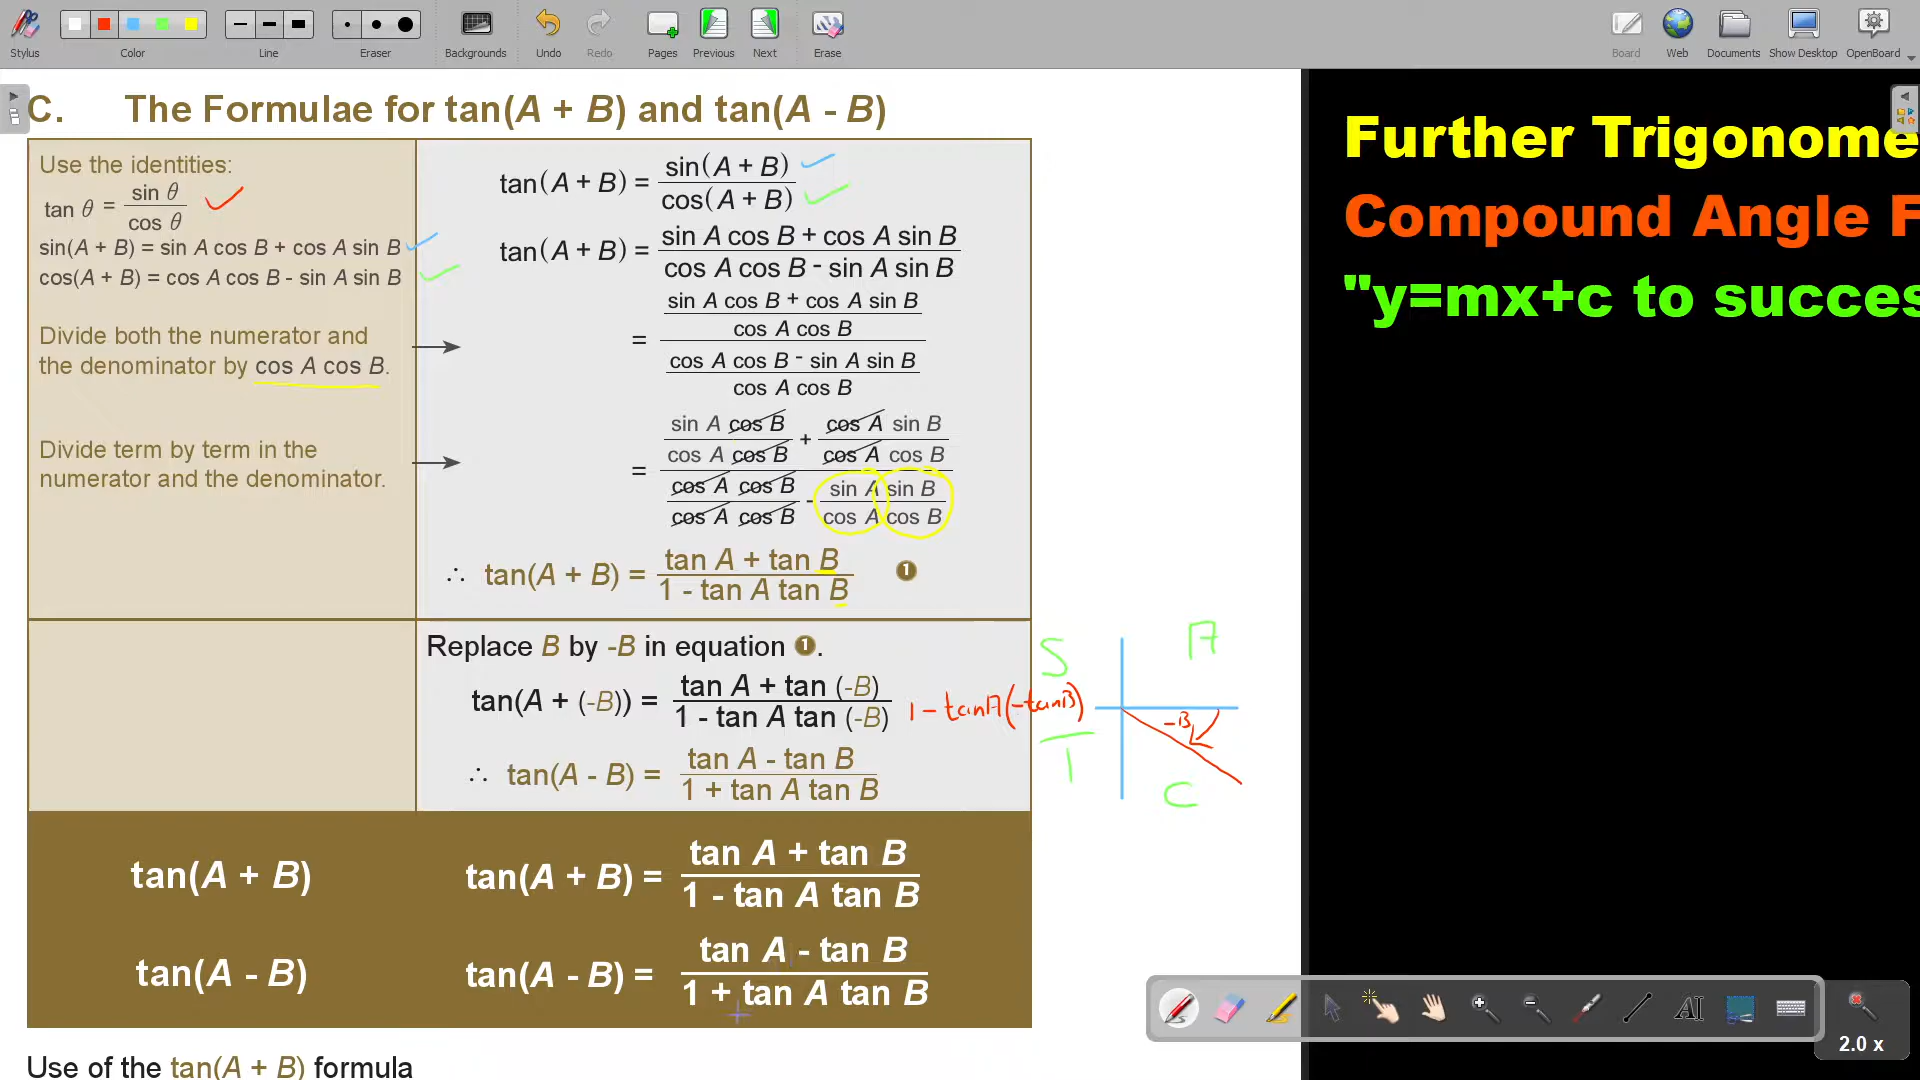 Stylus
Color
Line
Eraser
Backgrounds
Undo
Redo
Pages
Previous
Next
Erase
Board
Web
Documents
Show Desktop
OpenBoard
C. The Formulae for tan(A + B) and tan(A - B)
Use the identities:
tan θ = sin θ / cos θ
sin(A + B) = sin A cos B + cos A sin B
cos(A + B) = cos A cos B - sin A sin B
Divide both the numerator and
the denominator by cos A cos B.
Divide term by term in the
numerator and the denominator.
tan(A + B) = sin(A + B) / cos(A + B)
tan(A + B) = sin A cos B + cos A sin B / cos A cos B - sin A sin B
= sin A cos B + cos A sin B / cos A cos B / cos A cos B - sin A sin B / cos A cos B
= sin A cos B / cos A cos B + cos A sin B / cos A cos B / cos A cos B / cos A cos B - sin A sin B / cos A cos B
∴ tan(A + B) = tan A + tan B / 1 - tan A tan B 1
Replace B by -B in equation 1.
tan(A + (-B)) = tan A + tan (-B) / 1 - tan A tan (-B)
1 - tanA(-tanB)
∴ tan(A - B) = tan A - tan B / 1 + tan A tan B
S
A
-B
T
C
tan(A + B) tan(A + B) = tan A + tan B / 1 - tan A tan B
tan(A - B) tan(A - B) = tan A - tan B / 1 + tan A tan B
Use of the tan(A + B) formula
Further Trigonome
Compound Angle F
"y=mx+c to succes
2.0 x